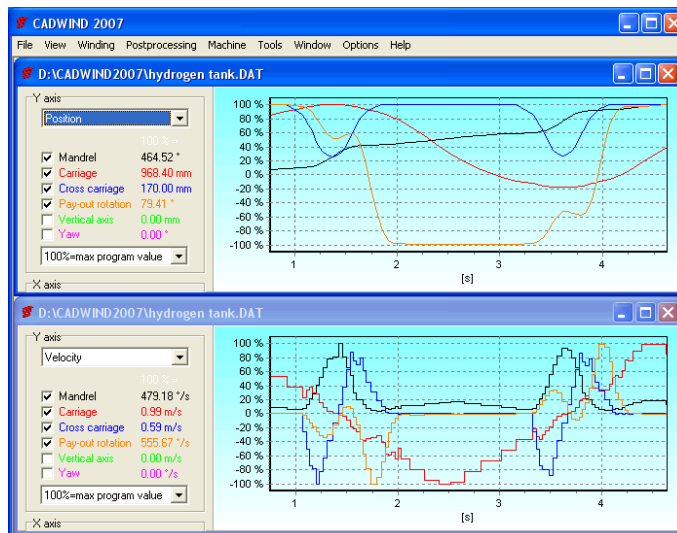 CADWIND 2007
File View Winding Postprocessing Machine Tools Window Options Help
D:\CADWIND2007\hydrogen tank.DAT
Y axis
Position
100 % =
Mandrel 464.52 °
Carriage 968.40 mm
Cross carriage 170.00 mm
Pay-out rotation 79.41 °
Vertical axis 0.00 mm
Yaw 0.00 °
100%=max program value
X axis
100 %
80 %
60 %
40 %
20 %
0 %
-20 %
-40 %
-60 %
-80 %
-100 %
1 2 3 4
[s]
D:\CADWIND2007\hydrogen tank.DAT
Y axis
Velocity
100 % =
Mandrel 479.18 °/s
Carriage 0.99 m/s
Cross carriage 0.59 m/s
Pay-out rotation 555.67 °/s
Vertical axis 0.00 m/s
Yaw 0.00 °/s
100%=max program value
X axis
100 %
80 %
60 %
40 %
20 %
0 %
-20 %
-40 %
-60 %
-80 %
-100 %
1 2 3 4
[s]